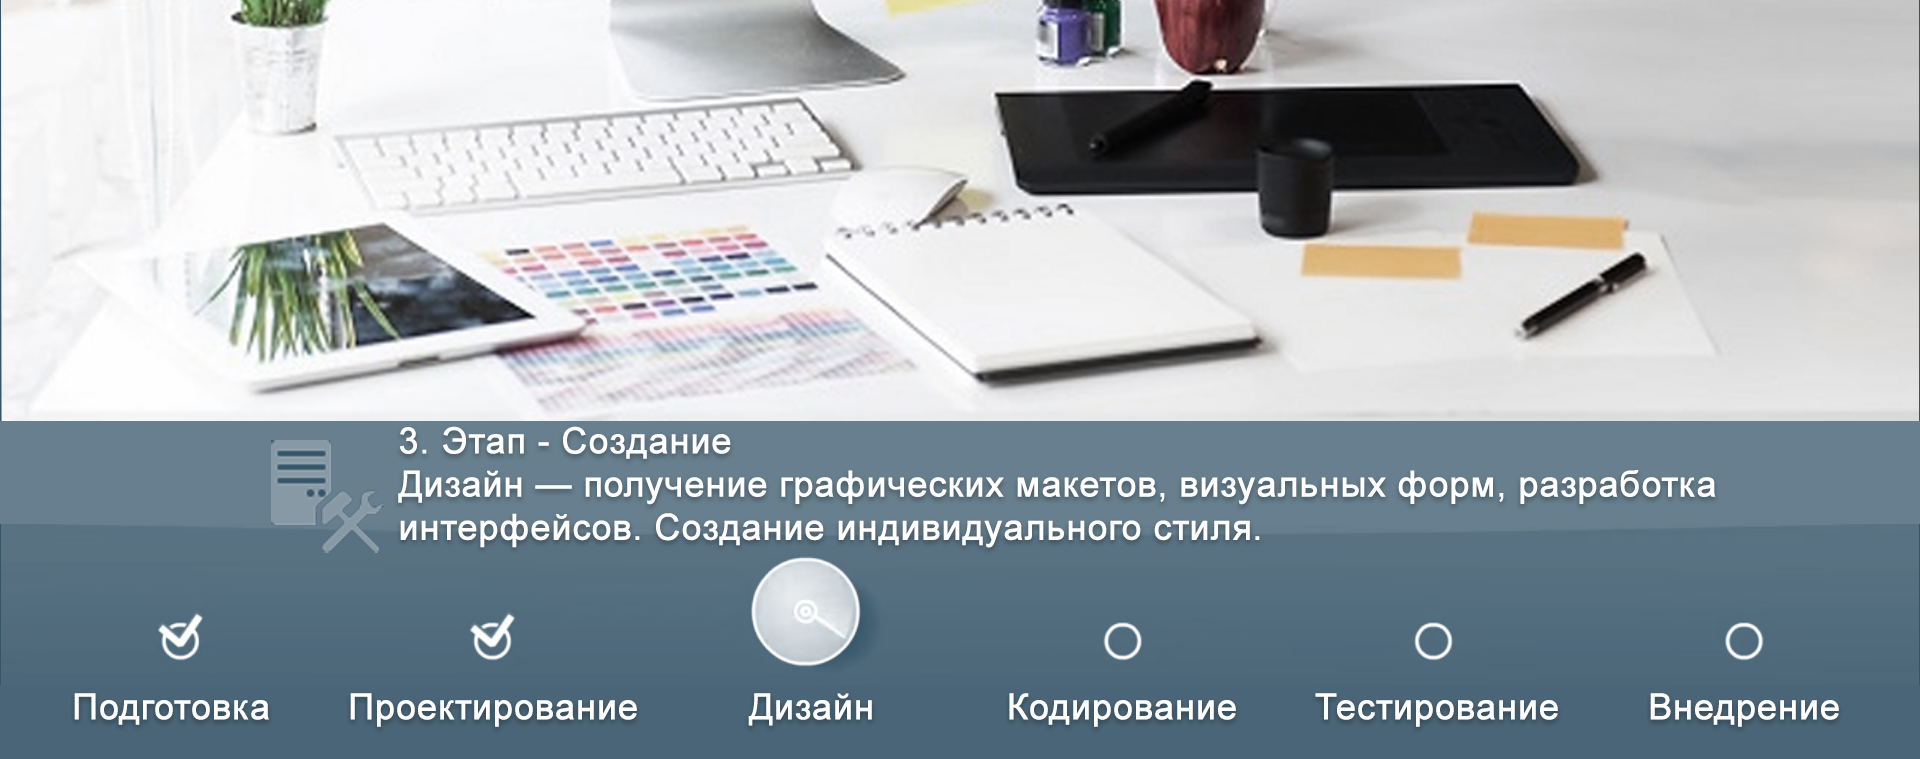 3. Этап - Создание
Дизайн — получение графических макетов, визуальных форм, разработка
интерфейсов. Создание индивидуального стиля.
Подготовка Проектирование Дизайн Кодирование Тестирование Внедрение